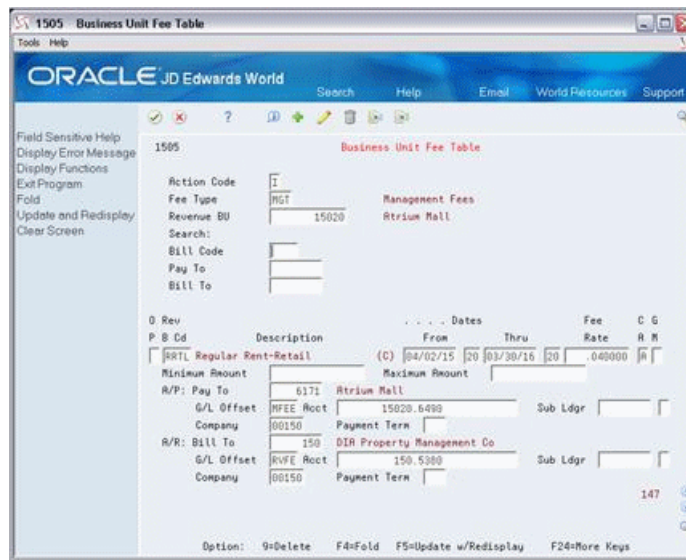 1505 Business Unit Fee Table
Tools Help
ORACLE JD Edwards World
Search Help Email World Resources Support
Field Sensitive Help
Display Error Message
Display Functions
Exit Program
Fold
Update and Redisplay
Clear Screen
1505 Business Unit Fee Table
Action Code I
Fee Type MGT Management Fees
Revenue BU 15020 Atrium Mall
Search:
Bill Code
Pay To
Bill To
O Rev . . . . Dates Fee C G
P B Cd Description From Thru Rate A M
RRTL Regular Rent-Retail (C) 04/02/15 20 03/30/16 20 .040000 A
Minimum Amount Maximum Amount
A/P: Pay To 6171 Atrium Mall
G/L Offset MFEE Acct 15020.6490 Sub Ldgr
Company 00150 Payment Term
A/R: Bill To 150 DIA Property Management Co
G/L Offset RVFE Acct 150.5380 Sub Ldgr
Company 00150 Payment Term
147
Option: 9=Delete F4=Fold F5=Update w/Redisplay F24=More Keys